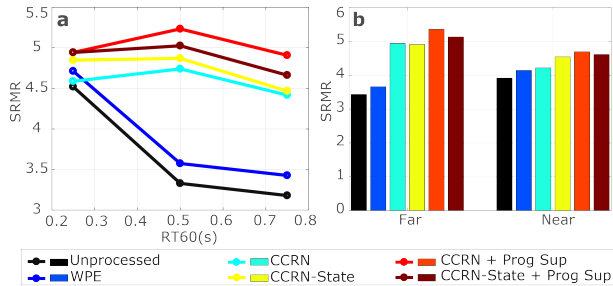 a
SRMR
5.5
5
4.5
4
3.5
3
0.2 0.3 0.4 0.5 0.6 0.7 0.8
RT60(s)
b
SRMR
6
5
4
3
2
1
0
Far Near
Unprocessed CCRN CCRN + Prog Sup
WPE CCRN-State CCRN-State + Prog Sup